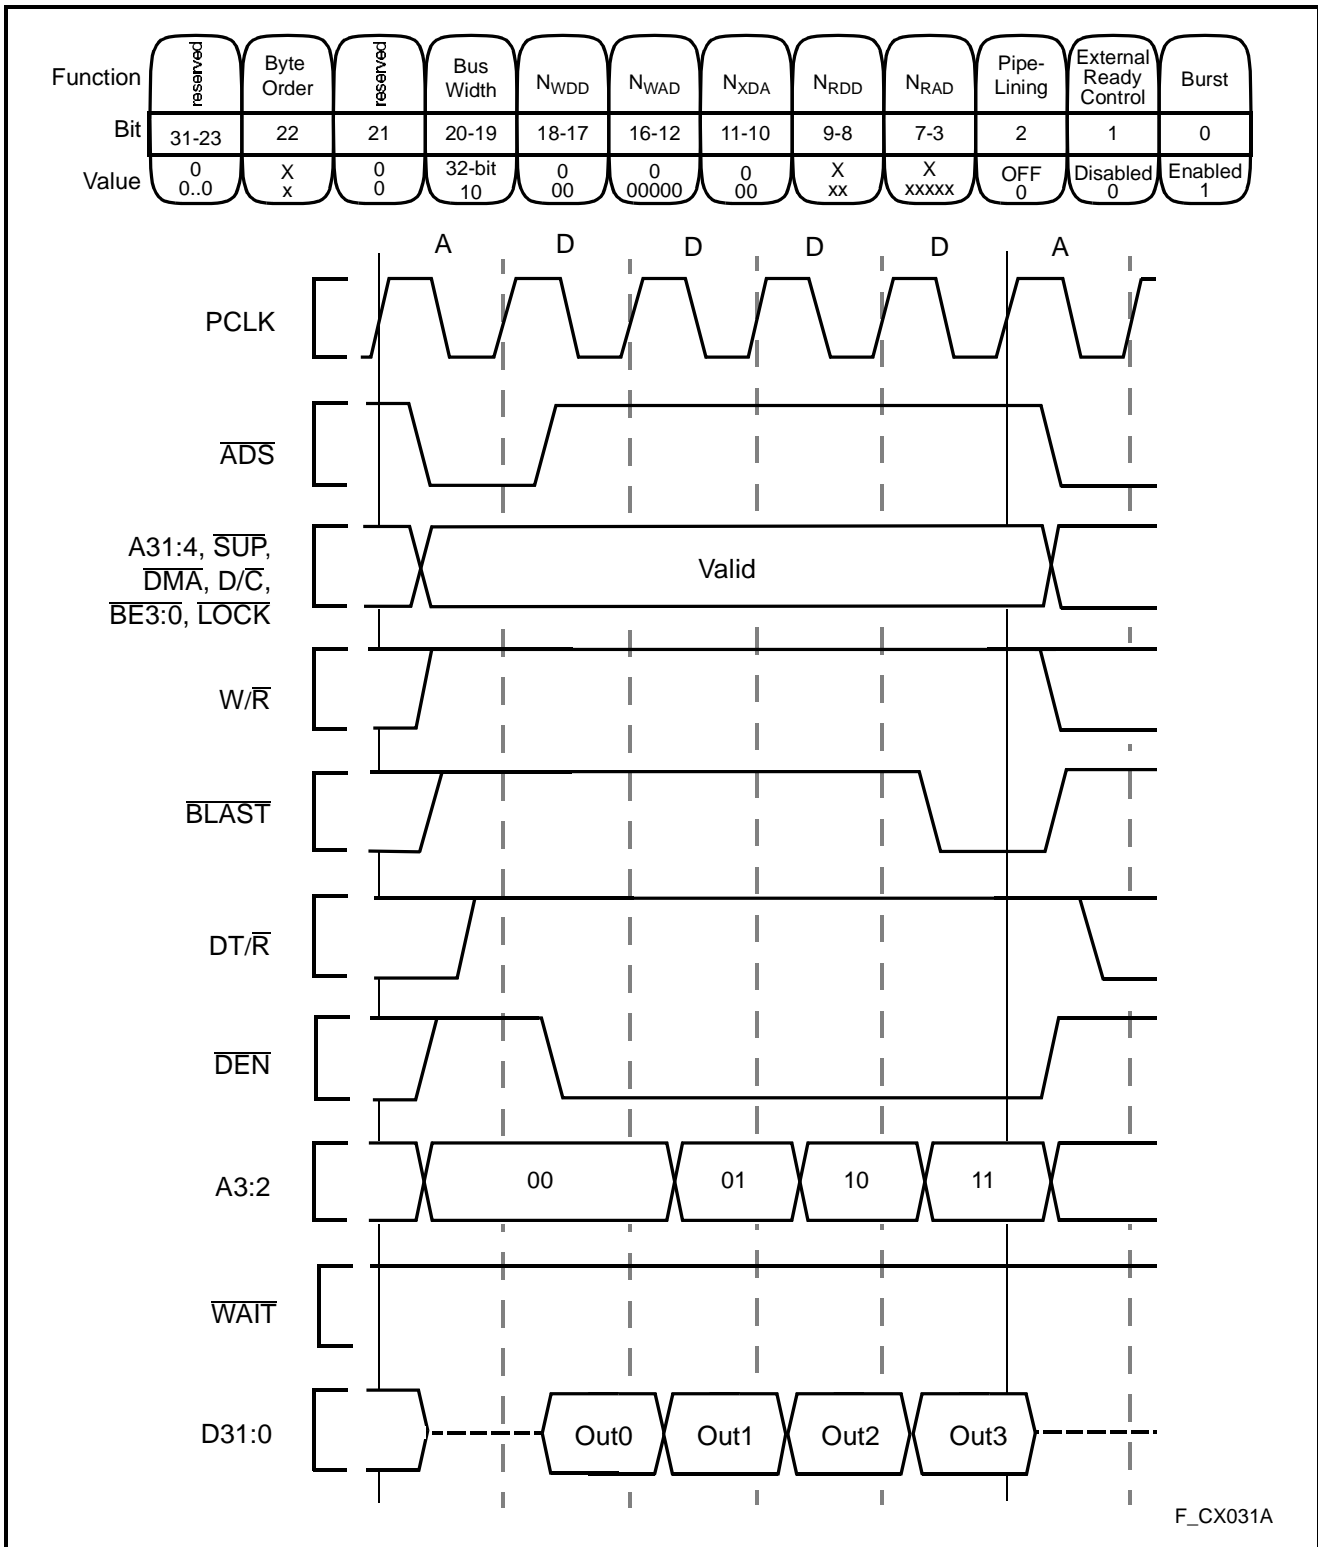 Function reserved Byte Order reserved Bus Width NWDD NWAD NXDA NRDD NRAD Pipe-Lining External Ready Control Burst
Bit 31-23 22 21 20-19 18-17 16-12 11-10 9-8 7-3 2 1 0
Value 0 X 0 32-bit 0 0 0 X X OFF Disabled Enabled
0..0 x 0 10 00 00000 00 xx xxxxx 0 0 1
A D D D D A
PCLK
ADS
A31:4, SUP,
DMA, D/C,
BE3:0, LOCK
Valid
W/R
BLAST
DT/R
DEN
A3:2 00 01 10 11
WAIT
D31:0 Out0 Out1 Out2 Out3
F_CX031A